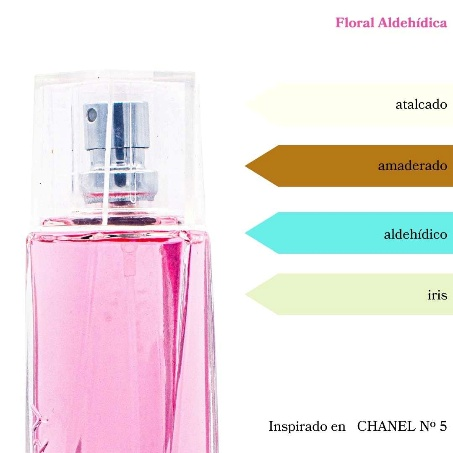 Floral Aldehídica
atalcado
amaderado
aldehídico
iris
Inspirado en CHANEL Nº 5